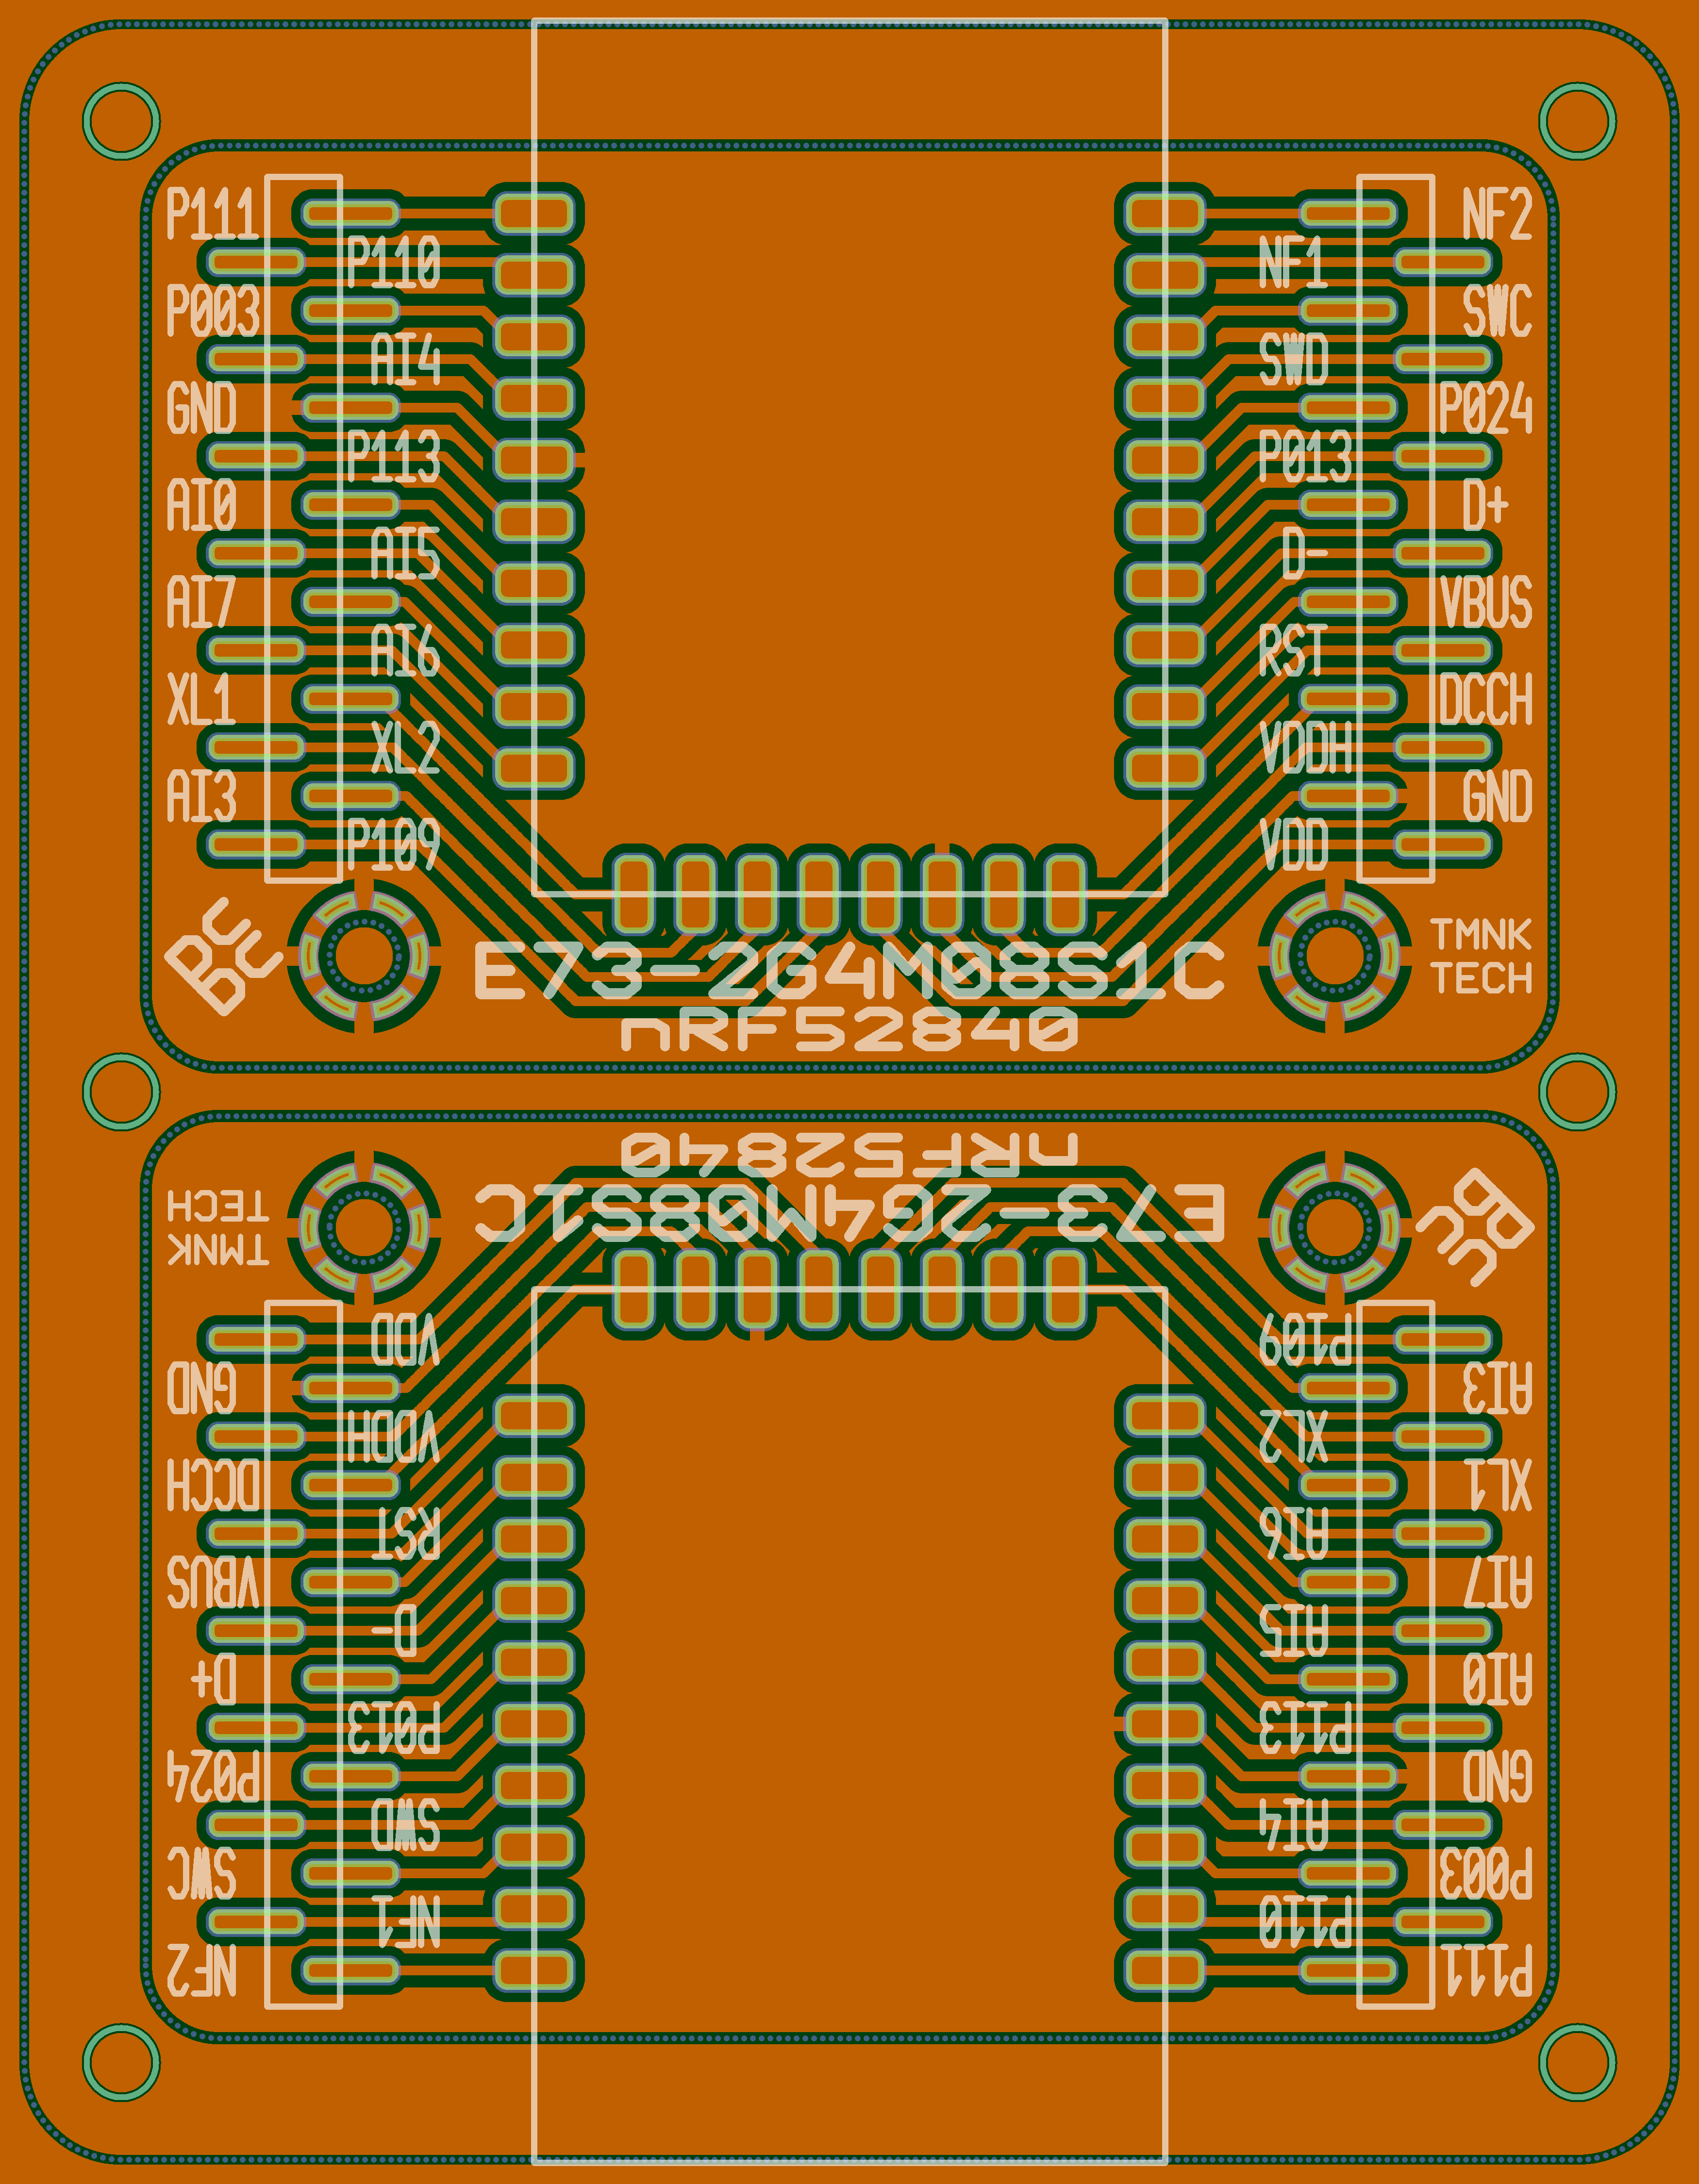 P111 NF2
P110 NF1
P003 SWC
AI4 SWD
GND P024
P113 P013
AI0 D+
AI5 D-
AI7 VBUS
AI6 RST
XL1 DCCH
XL2 VDDH
AI3 GND
P109 VDD
BCC
TMNK
E73-2G4M08S1C
TECH
nRF52840
nRF52840
TECH
E73-2G4M08S1C
TMNK
BCC
VDD P109
GND AI3
VDDH XL2
DCCH XL1
RST AI6
VBUS AI7
D- AI5
D+ AI0
P013 P113
P024 GND
SWD AI4
SWC P003
NF1 P110
NF2 P111